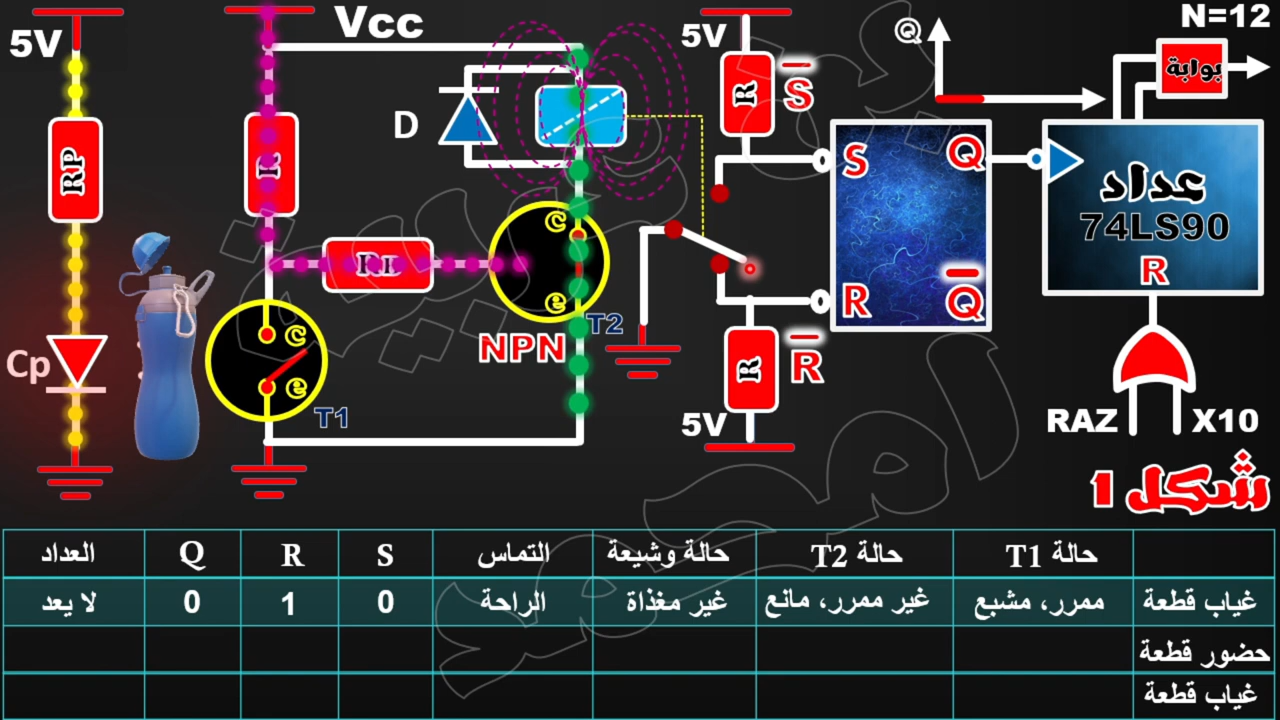 5V
Vcc
5V
Q
N=12
بوابة
R
R
S
D
RP
S
Q
عداد
74LS90
R
c
RB
c
e
T2
R
Q
NPN
R
R
Cp
e
T1
5V
RAZ
X10
شكل 1
حالة T1
حالة T2
حالة وشيعة
التماس
S
R
Q
العداد
غياب قطعة
ممرر، مشبع
غير ممرر، مانع
غير مغذاة
الراحة
0
1
0
لا يعد
حضور قطعة
غياب قطعة